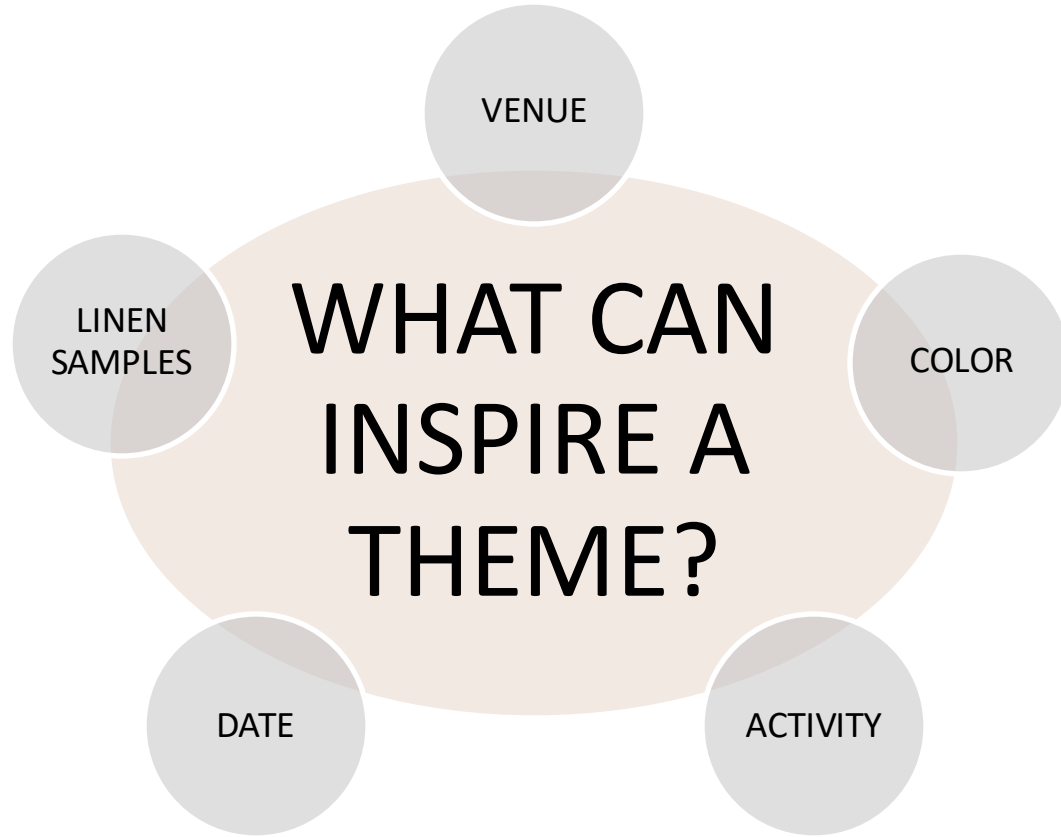 VENUE
LINEN
SAMPLES
WHAT CAN
INSPIRE A
THEME?
COLOR
DATE
ACTIVITY